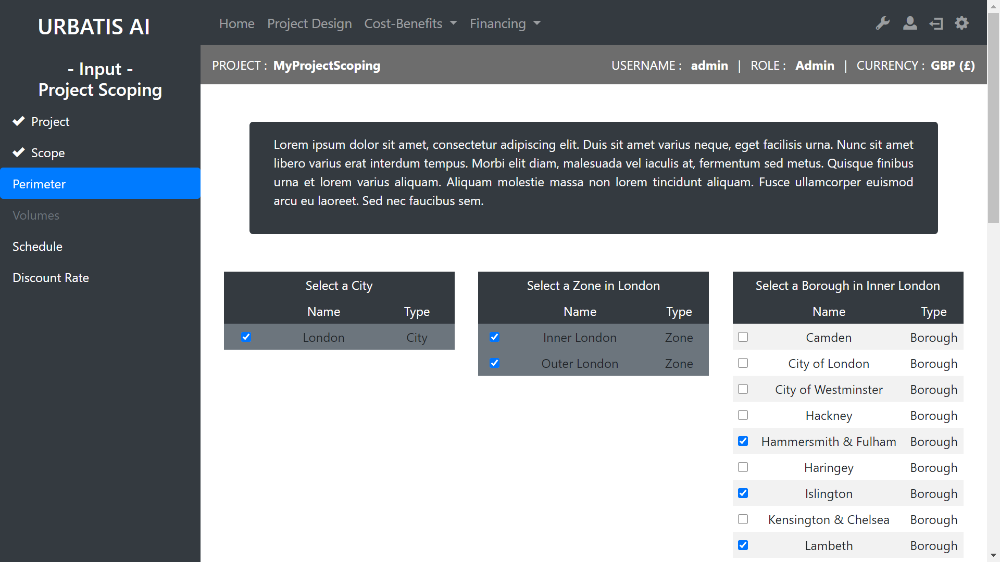 URBATIS AI
Home Project Design Cost-Benefits Financing
- Input -
Project Scoping
PROJECT : MyProjectScoping USERNAME : admin | ROLE : Admin | CURRENCY : GBP (£)
Project
Scope
Perimeter
Volumes
Schedule
Discount Rate
Lorem ipsum dolor sit amet, consectetur adipiscing elit. Duis sit amet varius neque, eget facilisis urna. Nunc sit amet
libero varius erat interdum tempus. Morbi elit diam, malesuada vel iaculis at, fermentum sed metus. Quisque finibus
urna et lorem varius aliquam. Aliquam molestie massa non lorem tincidunt aliquam. Fusce ullamcorper euismod
arcu eu laoreet. Sed nec faucibus sem.
Select a City
Name Type
London City
Select a Zone in London
Name Type
Inner London Zone
Outer London Zone
Select a Borough in Inner London
Name Type
Camden Borough
City of London Borough
City of Westminster Borough
Hackney Borough
Hammersmith & Fulham Borough
Haringey Borough
Islington Borough
Kensington & Chelsea Borough
Lambeth Borough